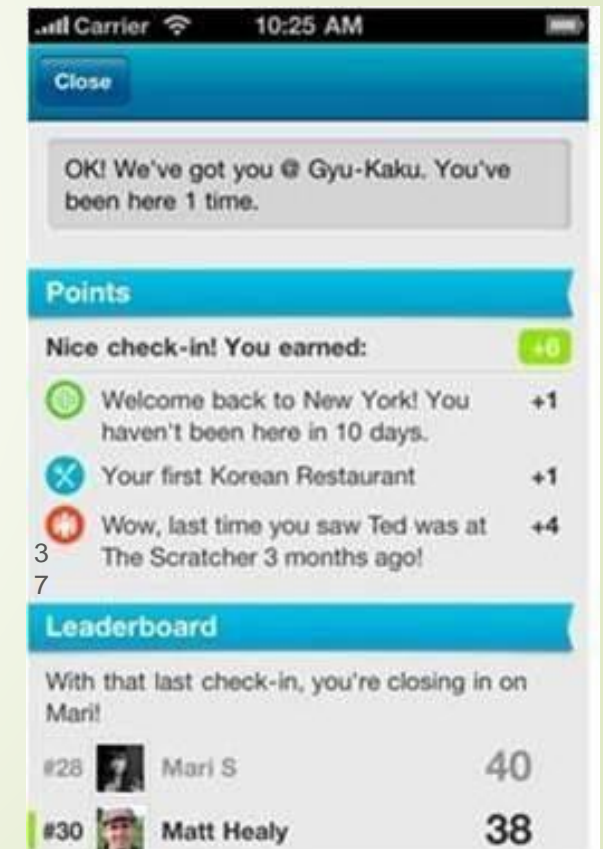 Carrier 10:25 AM
Close
OK! We've got you @ Gyu-Kaku. You've
been here 1 time.
Points
Nice check-in! You earned: +6
Welcome back to New York! You +1
haven't been here in 10 days.
Your first Korean Restaurant +1
Wow, last time you saw Ted was at +4
The Scratcher 3 months ago!
3
7
Leaderboard
With that last check-in, you're closing in on
Mari!
#28 Mari S 40
#30 Matt Healy 38